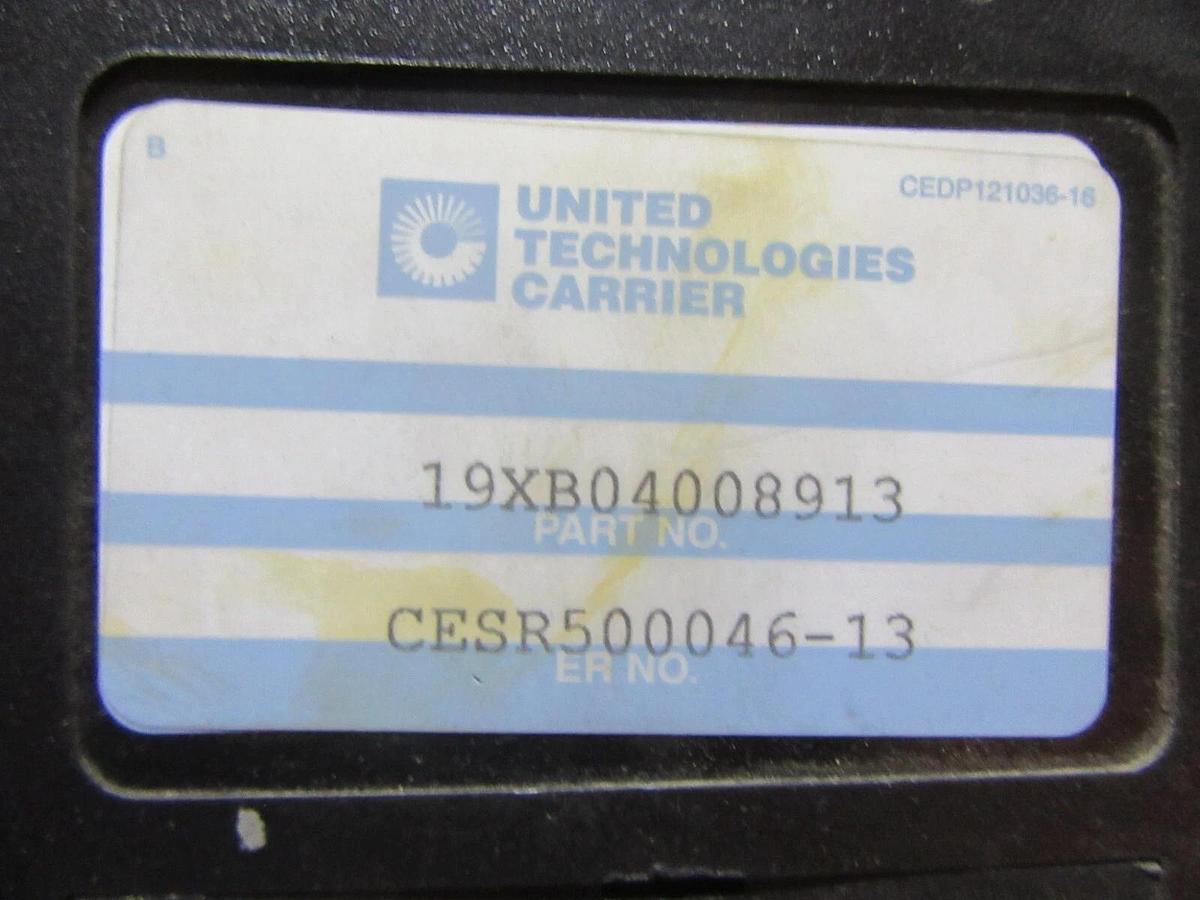 B
CEDP121036-16
UNITED
TECHNOLOGIES
CARRIER
19XB04008913
PART NO.
CESR500046-13
ER NO.